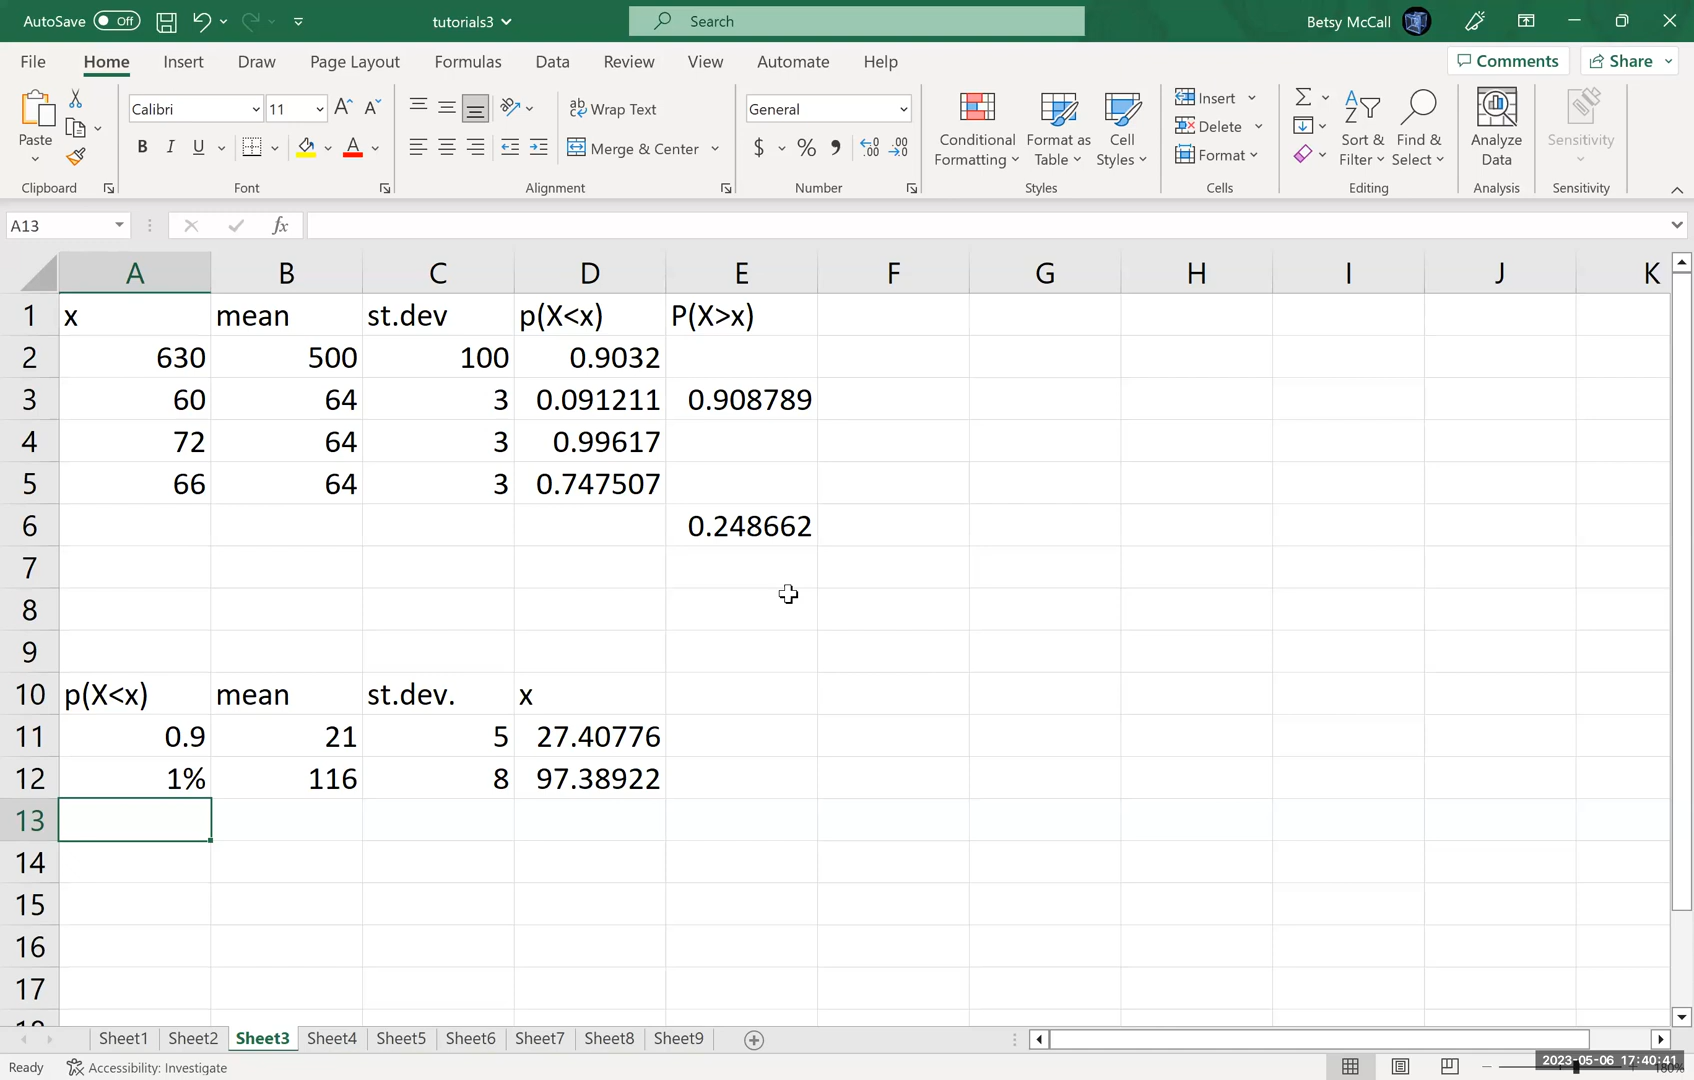 AutoSave Off tutorials3 Search Betsy McCall
File Home Insert Draw Page Layout Formulas Data Review View Automate Help Comments Share
Paste Calibri 11 A A ab Wrap Text General Conditional Formatting Format as Table Cell Styles Insert Sort & Filter Find & Select Analyze Data Sensitivity
B I U A Merge & Center $ % 9 Delete
Format
Clipboard Font Alignment Number Styles Cells Editing Analysis Sensitivity
A13 fx
A B C D E F G H I J K
1 x mean st.dev p(X<x) P(X>x)
2 630 500 100 0.9032
3 60 64 3 0.091211 0.908789
4 72 64 3 0.99617
5 66 64 3 0.747507
6 0.248662
7
8
9
10 p(X<x) mean st.dev. x
11 0.9 21 5 27.40776
12 1% 116 8 97.38922
13
14
15
16
17
Sheet1 Sheet2 Sheet3 Sheet4 Sheet5 Sheet6 Sheet7 Sheet8 Sheet9
Ready Accessibility: Investigate 2023-05-06 17:40:41 180%